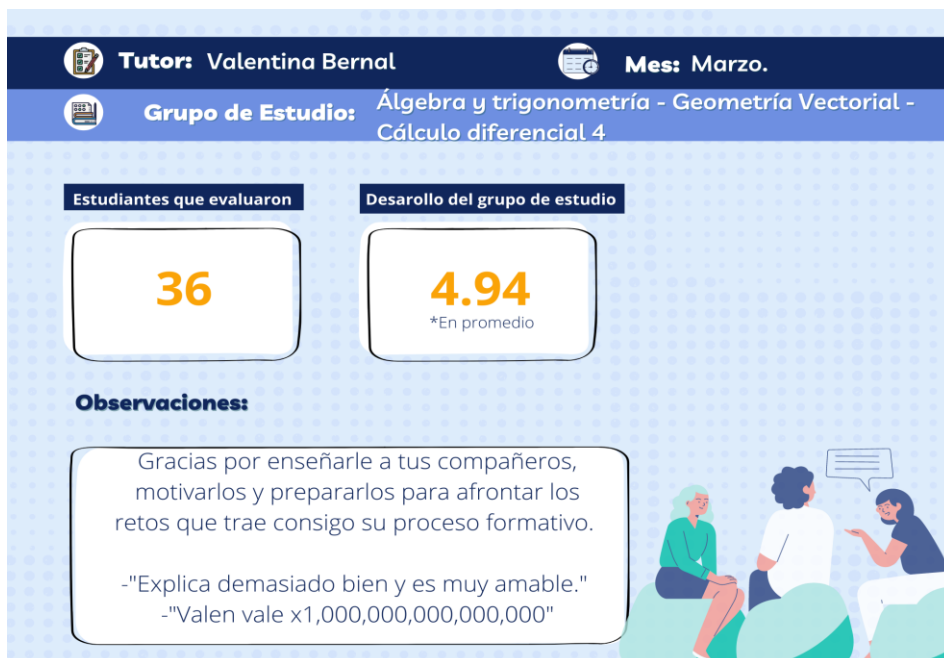 Tutor: Valentina Bernal
Mes: Marzo.
Grupo de Estudio: Álgebra y trigonometría - Geometría Vectorial -
Cálculo diferencial 4
Estudiantes que evaluaron
36
Desarollo del grupo de estudio
4.94
*En promedio
Observaciones:
Gracias por enseñarle a tus compañeros,
motivarlos y prepararlos para afrontar los
retos que trae consigo su proceso formativo.
-"Explica demasiado bien y es muy amable."
-"Valen vale x1,000,000,000,000,000"